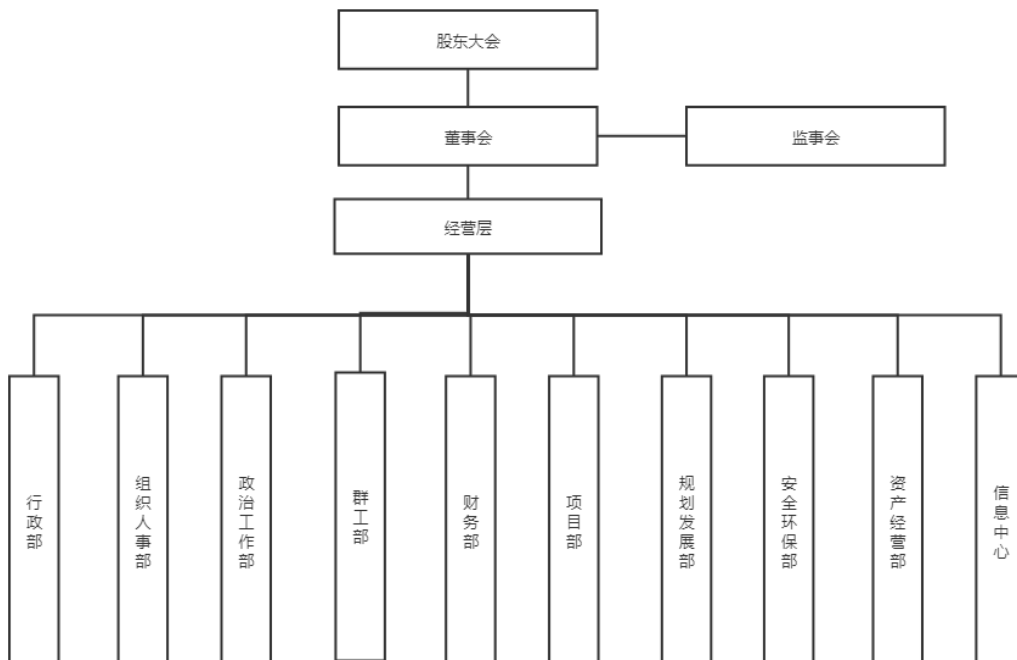 股东大会
董事会
监事会
经营层
行政部
组织人事部
政治工作部
群工部
财务部
项目部
规划发展部
安全环保部
资产经营部
信息中心